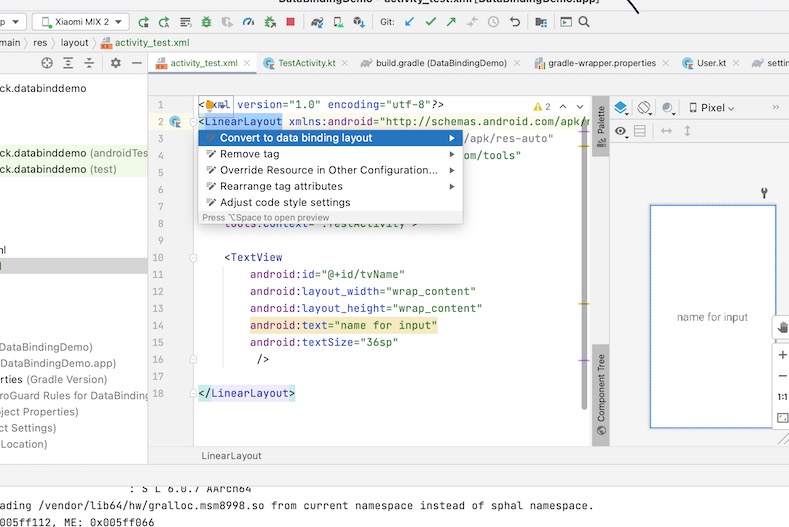 DataBindingDemo – activity_test.xml [DataBindingDemo.app]
Xiaomi MIX 2
Git:
main › res › layout › activity_test.xml
activity_test.xml
TestActivity.kt
build.gradle (DataBindingDemo)
gradle-wrapper.properties
User.kt
ck.databinddemo
ck.databinddemo (androidTes
ck.databinddemo (test)
DataBindingDemo)
DataBindingDemo.app)
rties (Gradle Version)
oGuard Rules for DataBinding
ject Properties)
ct Settings)
Location)
1 <?xml version="1.0" encoding="utf-8"?>
2 <LinearLayout xmlns:android="http://schemas.android.com/apk/r
3 /apk/res-auto"
4 om/tools"
5
6
7
8 tools:context=".TestActivity">
9
10 <TextView
11 android:id="@+id/tvName"
12 android:layout_width="wrap_content"
13 android:layout_height="wrap_content"
14 android:text="name for input"
15 android:textSize="36sp"
16 />
17
18 </LinearLayout>
2
Convert to data binding layout
Remove tag
Override Resource in Other Configuration...
Rearrange tag attributes
Adjust code style settings
Press ⌥Space to open preview
LinearLayout
Palette
Component Tree
Pixel
name for input
1:1
: S L 6.0.7 AArch64
ading /vendor/lib64/hw/gralloc.msm8998.so from current namespace instead of sphal namespace.
005ff112, ME: 0x005ff066